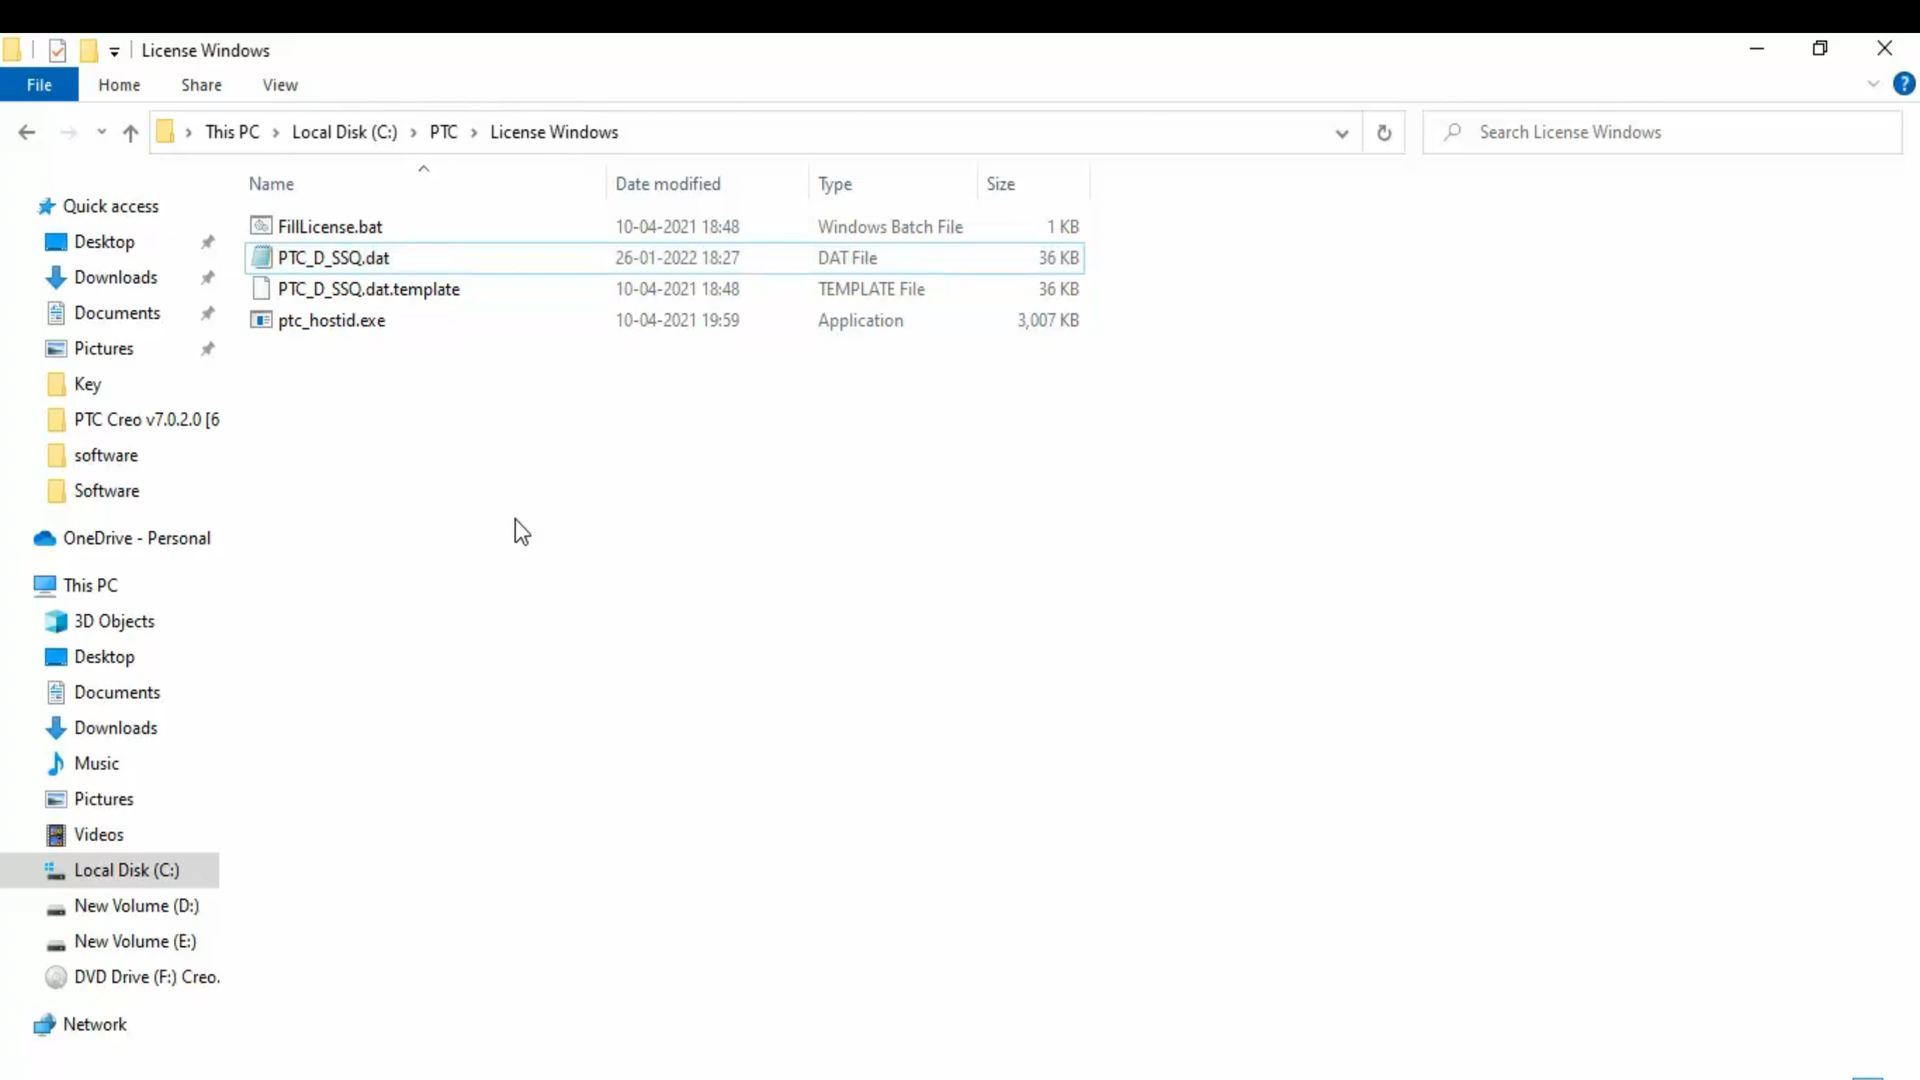 License Windows
File Home Share View
This PC Local Disk (C:) PTC License Windows
Search License Windows
Name Date modified Type Size
FillLicense.bat 10-04-2021 18:48 Windows Batch File 1 KB
PTC_D_SSQ.dat 26-01-2022 18:27 DAT File 36 KB
PTC_D_SSQ.dat.template 10-04-2021 18:48 TEMPLATE File 36 KB
ptc_hostid.exe 10-04-2021 19:59 Application 3,007 KB
Quick access
Desktop
Downloads
Documents
Pictures
Key
PTC Creo v7.0.2.0 [6
software
Software
OneDrive - Personal
This PC
3D Objects
Desktop
Documents
Downloads
Music
Pictures
Videos
Local Disk (C:)
New Volume (D:)
New Volume (E:)
DVD Drive (F:) Creo.
Network